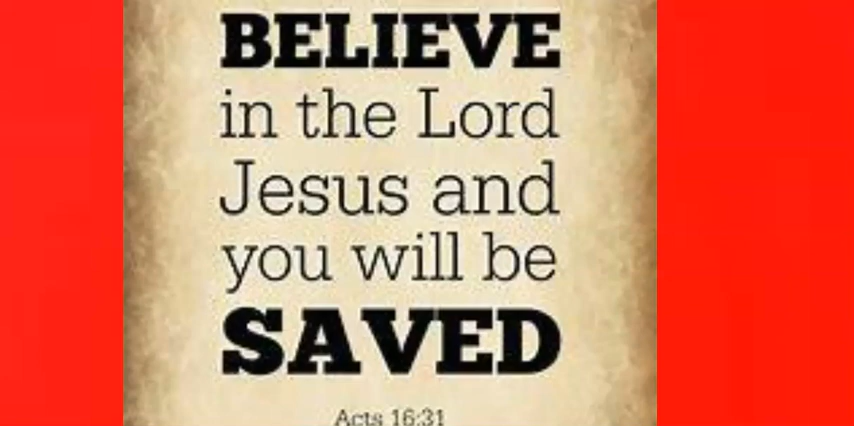 BELIEVE
in the Lord
Jesus and
you will be
SAVED
Acts 16:31